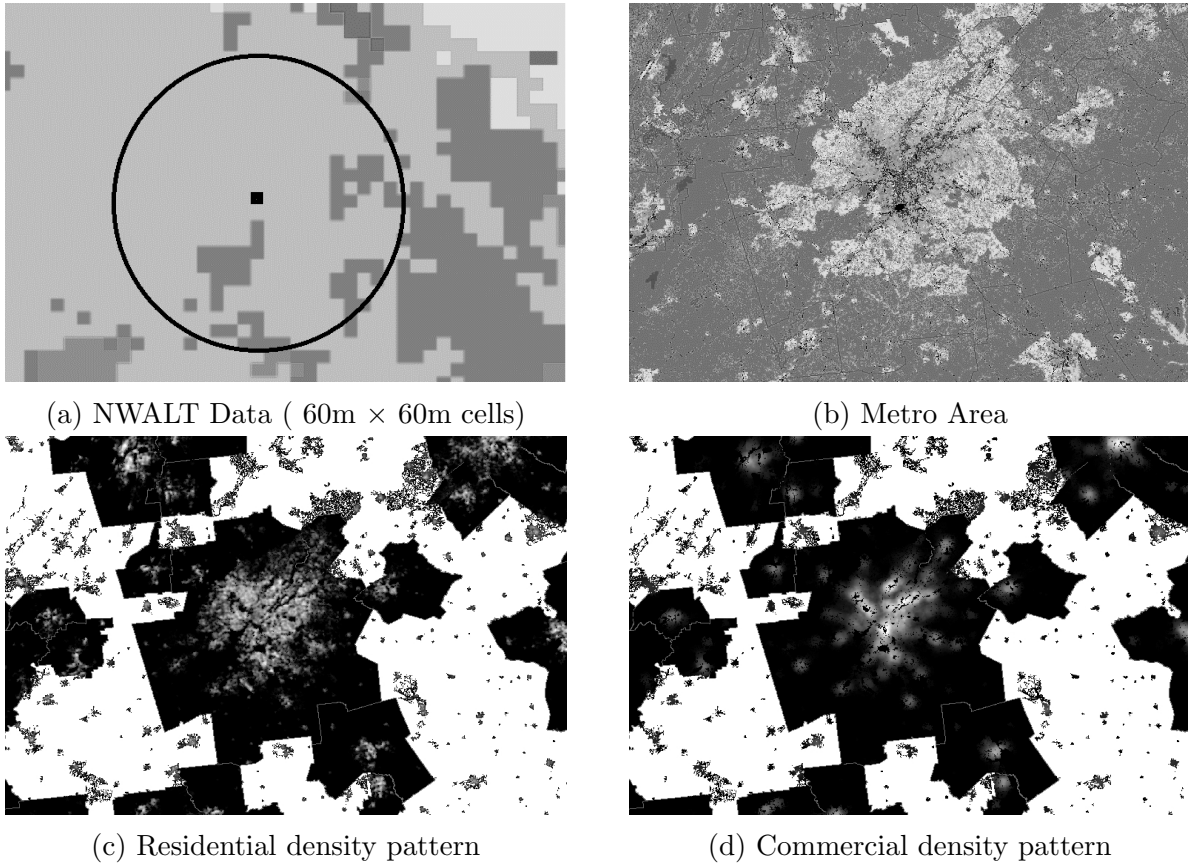 (a) NWALT Data ( 60m × 60m cells)
(b) Metro Area
(c) Residential density pattern
(d) Commercial density pattern